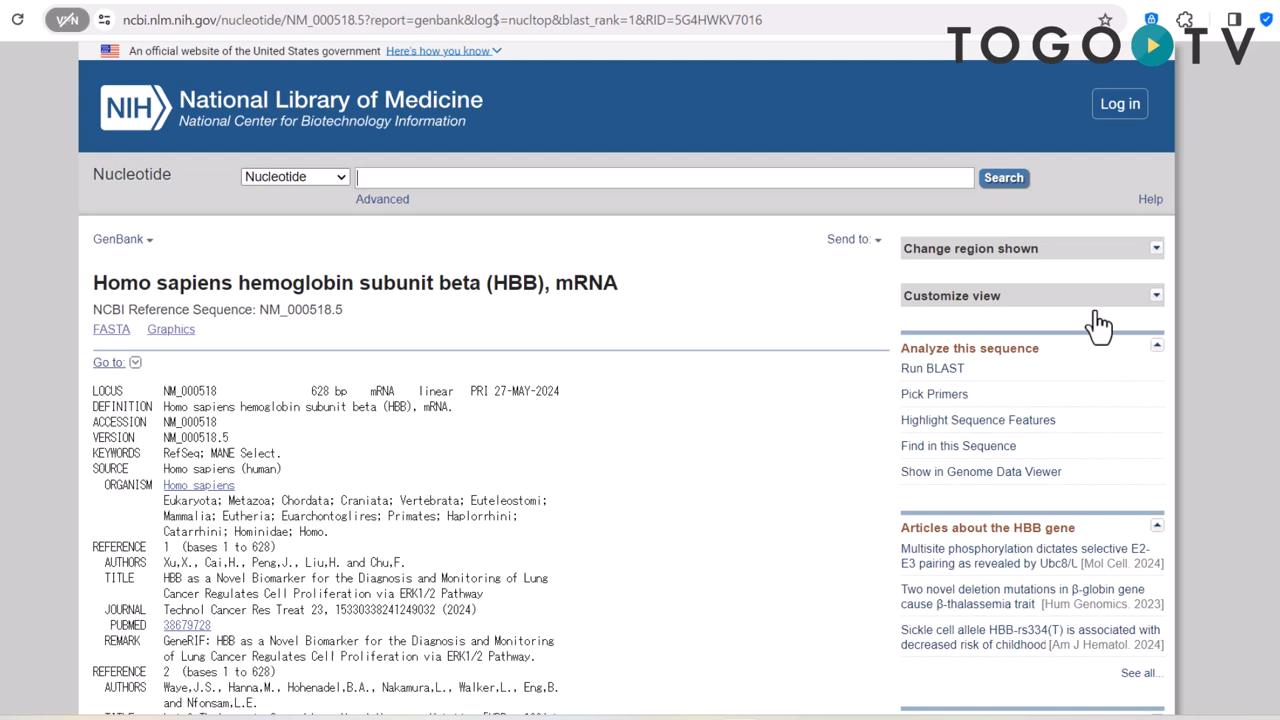 VPN
ncbi.nlm.nih.gov/nucleotide/NM_000518.5?report=genbank&log$=nucltop&blast_rank=1&RID=5G4HWKV7016
TOGO TV
An official website of the United States government Here's how you know
NIH National Library of Medicine
National Center for Biotechnology Information
Log in
Nucleotide
Nucleotide
Search
Advanced
Help
GenBank
Send to:
Homo sapiens hemoglobin subunit beta (HBB), mRNA
NCBI Reference Sequence: NM_000518.5
FASTA Graphics
Go to:
LOCUS NM_000518 628 bp mRNA linear PRI 27-MAY-2024
DEFINITION Homo sapiens hemoglobin subunit beta (HBB), mRNA.
ACCESSION NM_000518
VERSION NM_000518.5
KEYWORDS RefSeq; MANE Select.
SOURCE Homo sapiens (human)
ORGANISM Homo sapiens
Eukaryota; Metazoa; Chordata; Craniata; Vertebrata; Euteleostomi;
Mammalia; Eutheria; Euarchontoglires; Primates; Haplorrhini;
Catarrhini; Hominidae; Homo.
REFERENCE 1 (bases 1 to 628)
AUTHORS Xu,X., Cai,H., Peng,J., Liu,H. and Chu,F.
TITLE HBB as a Novel Biomarker for the Diagnosis and Monitoring of Lung
Cancer Regulates Cell Proliferation via ERK1/2 Pathway
JOURNAL Technol Cancer Res Treat 23, 15330338241249032 (2024)
PUBMED 38679728
REMARK GeneRIF: HBB as a Novel Biomarker for the Diagnosis and Monitoring
of Lung Cancer Regulates Cell Proliferation via ERK1/2 Pathway.
REFERENCE 2 (bases 1 to 628)
AUTHORS Waye,J.S., Hanna,M., Hohenadel,B.A., Nakamura,L., Walker,L., Eng,B.
and Nfonsam,L.E.
Change region shown
Customize view
Analyze this sequence
Run BLAST
Pick Primers
Highlight Sequence Features
Find in this Sequence
Show in Genome Data Viewer
Articles about the HBB gene
Multisite phosphorylation dictates selective E2-
E3 pairing as revealed by Ubc8/U [Mol Cell. 2024]
Two novel deletion mutations in β-globin gene
cause β-thalassemia trait [Hum Genomics. 2023]
Sickle cell allele HBB-rs334(T) is associated with
decreased risk of childhood [Am J Hematol. 2024]
See all...